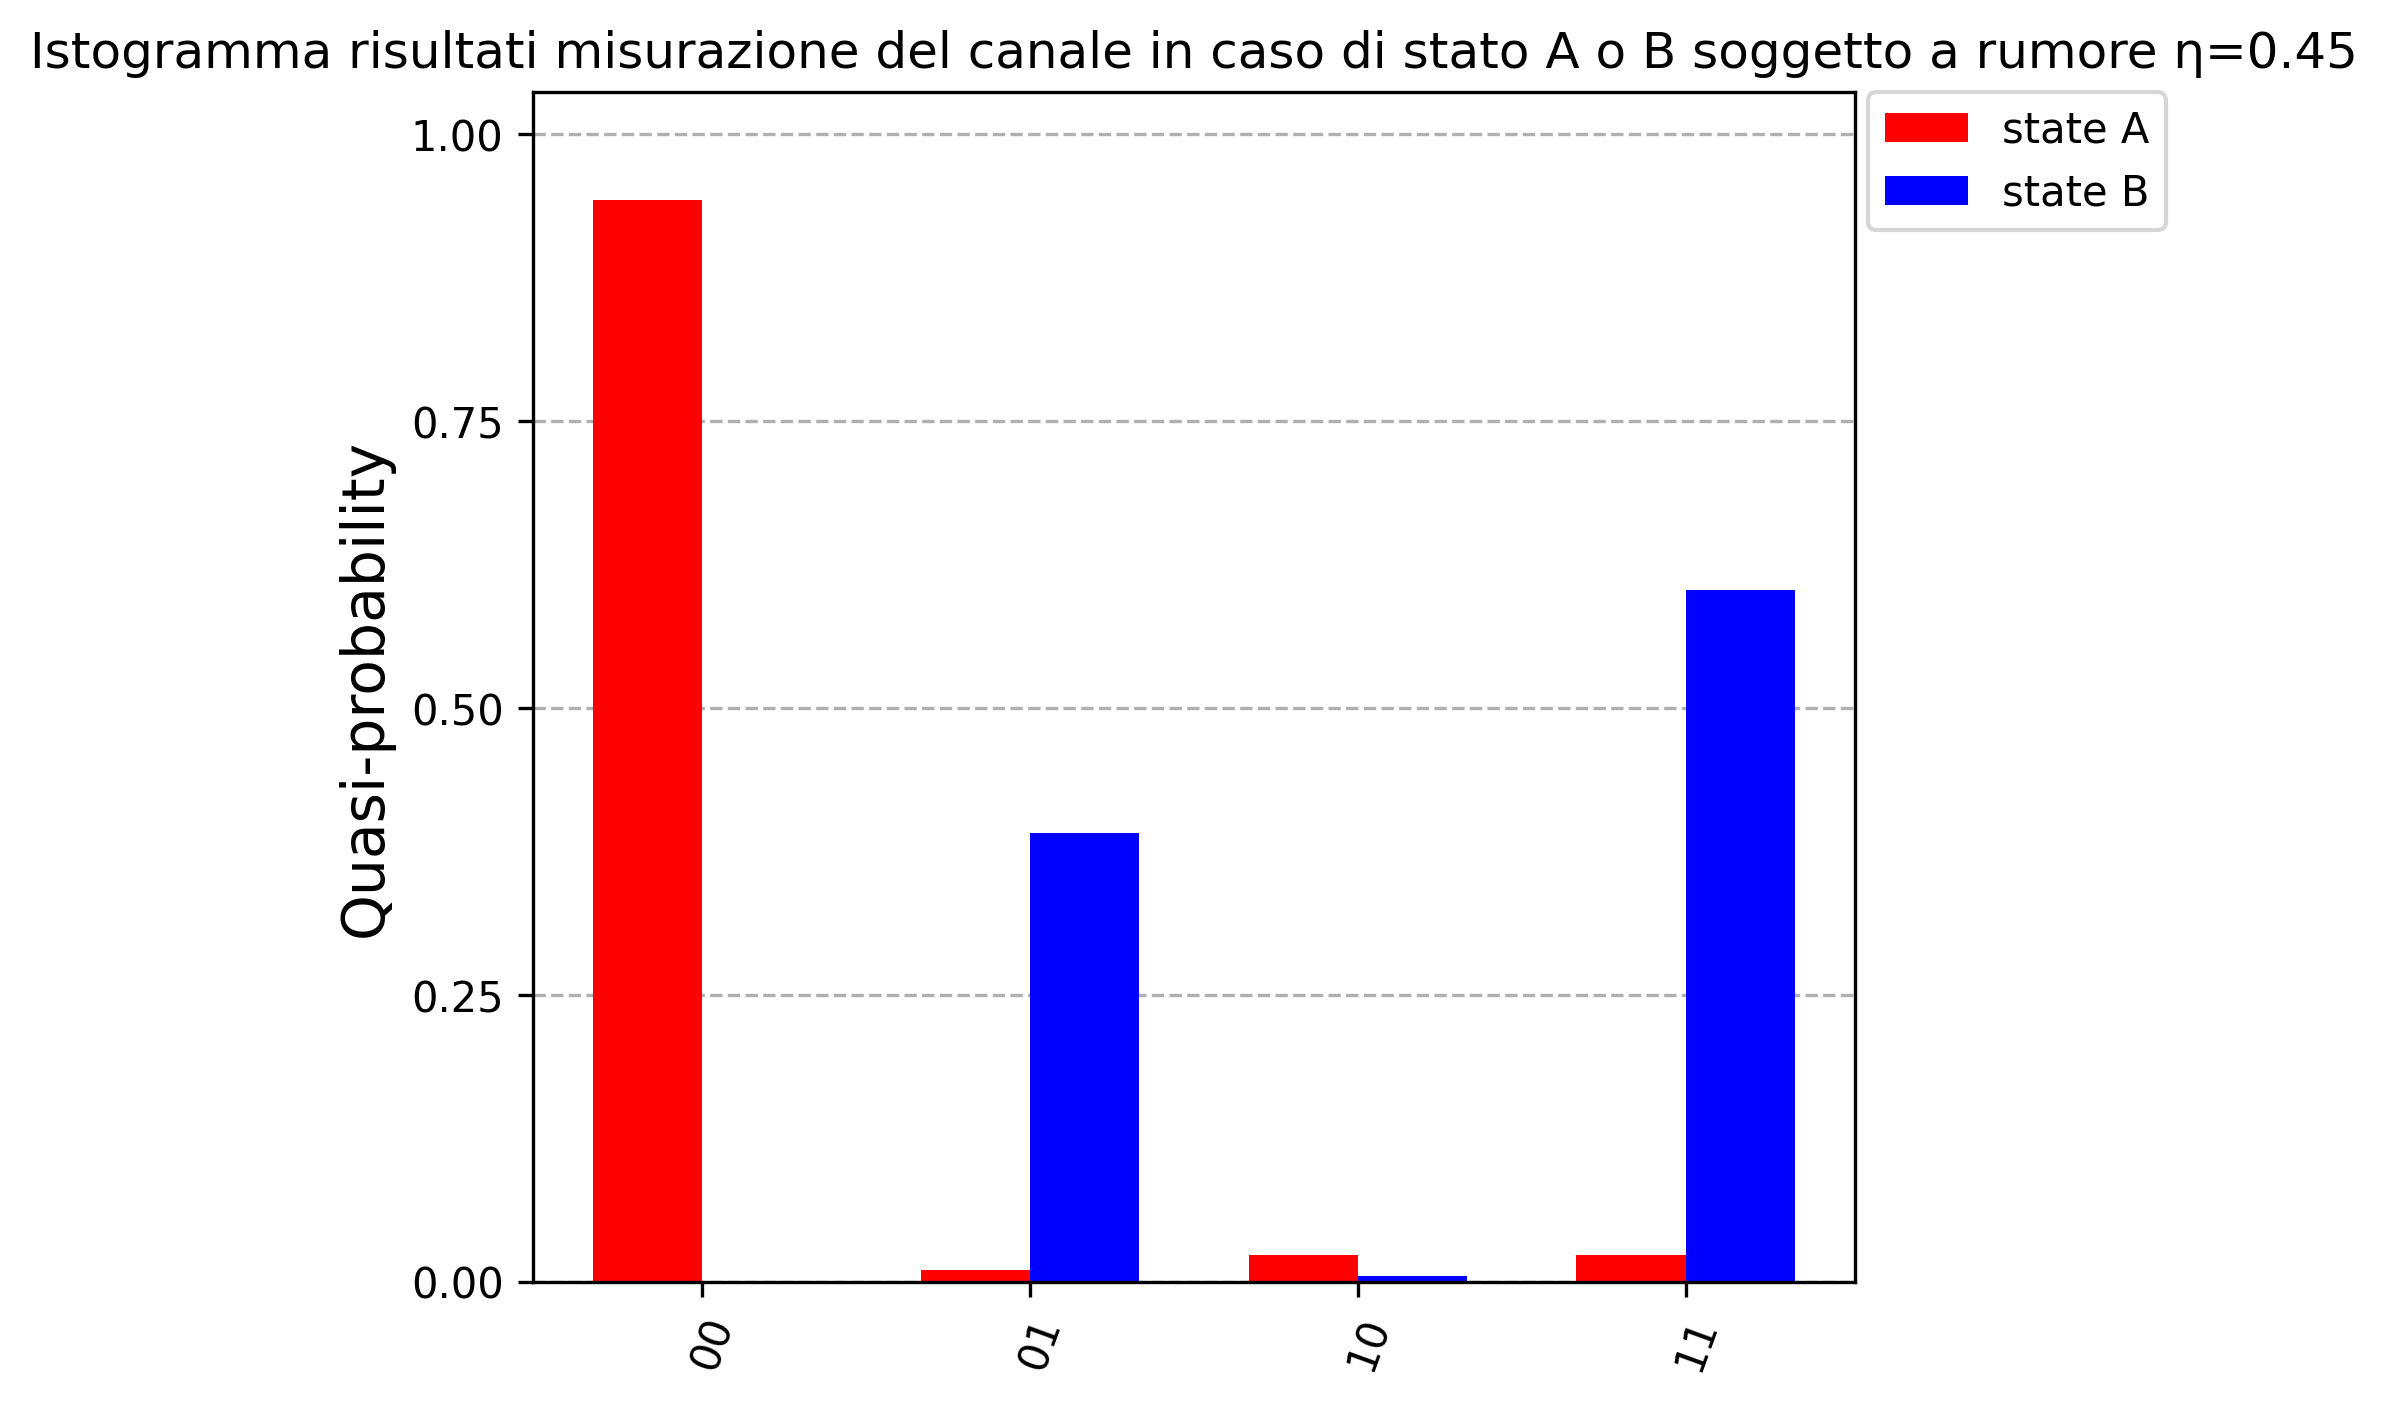 Istogramma risultati misurazione del canale in caso di stato A o B soggetto a rumore η=0.45
state A
state B
Quasi-probability
1.00
0.75
0.50
0.25
0.00
00
01
10
11